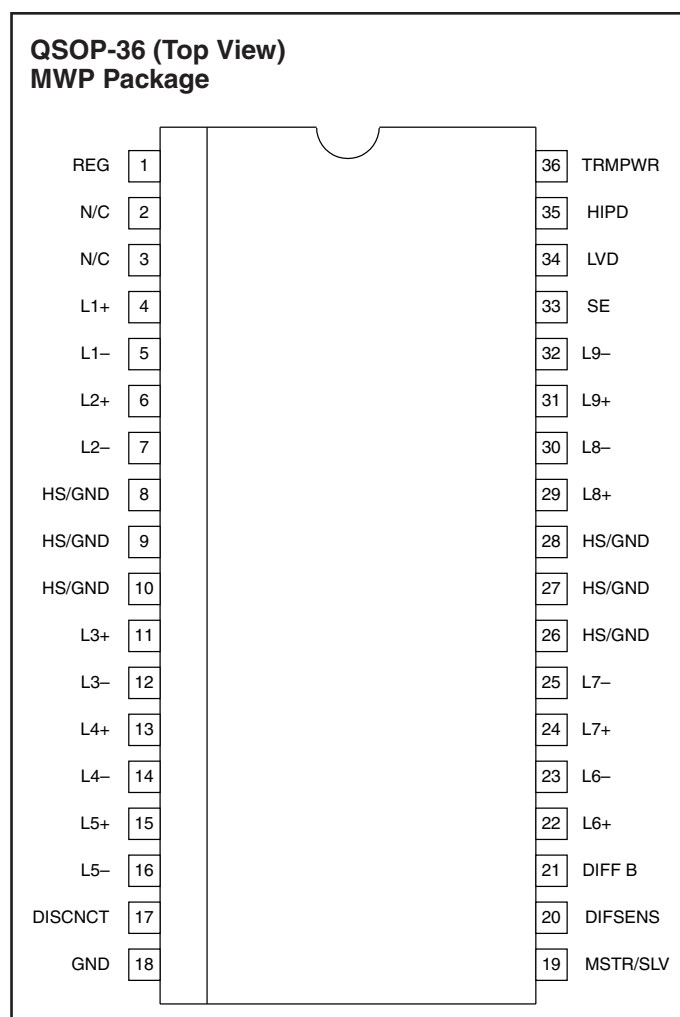 QSOP-36 (Top View)
MWP Package
REG 1 36 TRMPWR
N/C 2 35 HIPD
N/C 3 34 LVD
L1+ 4 33 SE
L1– 5 32 L9–
L2+ 6 31 L9+
L2– 7 30 L8–
HS/GND 8 29 L8+
HS/GND 9 28 HS/GND
HS/GND 10 27 HS/GND
L3+ 11 26 HS/GND
L3– 12 25 L7–
L4+ 13 24 L7+
L4– 14 23 L6–
L5+ 15 22 L6+
L5– 16 21 DIFF B
DISCNCT 17 20 DIFSENS
GND 18 19 MSTR/SLV